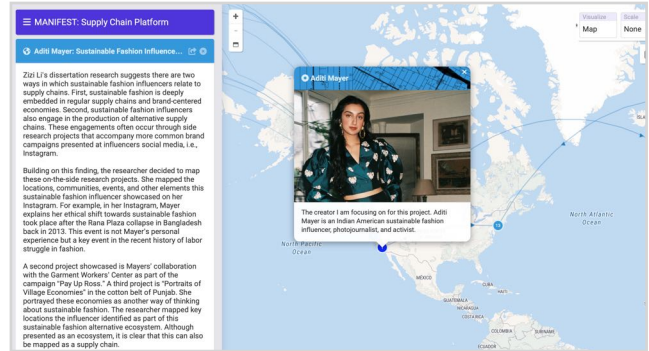 MANIFEST: Supply Chain Platform
Aditi Mayer: Sustainable Fashion Influence...
Zizi Li's dissertation research suggests there are two
ways in which sustainable fashion influencers relate to
supply chains. First, sustainable fashion is deeply
embedded in regular supply chains and brand-centered
economies. Second, sustainable fashion influencers
also engage in the production of alternative supply
chains. These engagements often occur through side
research projects that accompany more common brand
campaigns presented at influencers social media, i.e.,
Instagram.
Building on this finding, the researcher decided to map
these on-the-side research projects. She mapped the
locations, communities, events, and other elements this
sustainable fashion influencer showcased on her
Instagram. For example, in her Instagram, Mayer
explains her ethical shift towards sustainable fashion
took place after the Rana Plaza collapse in Bangladesh
back in 2013. This event is not Mayer's personal
experience but a key event in the recent history of labor
struggle in fashion.
A second project showcased is Mayers' collaboration
with the Garment Workers' Center as part of the
campaign "Pay Up Ross." A third project is "Portraits of
Village Economies" in the cotton belt of Punjab. She
portrayed these economies as another way of thinking
about sustainable fashion. The researcher mapped key
locations the influencer identified as part of this
sustainable fashion alternative ecosystem. Although
presented as an ecosystem, it is clear that this can also
be mapped as a supply chain.
+
-
Visualize
Map
Scale
None
Aditi Mayer
The creator I am focusing on for this project. Aditi
Mayer is an Indian American sustainable fashion
influencer, photojournalist, and activist.
North Pacific
Ocean
North Atlantic
Ocean
MÉXICO
CUBA
HAITI
GUATEMALA
NICARAGUA
COSTA RICA
COLOMBIA
SURINAME
ECUADOR